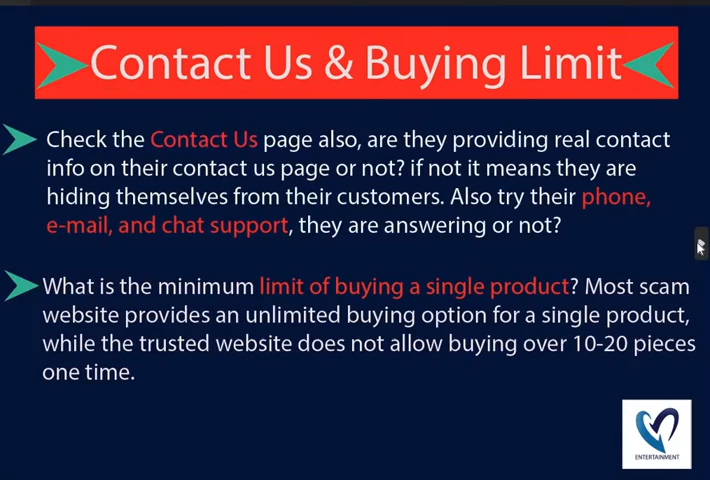 Contact Us & Buying Limit
Check the Contact Us page also, are they providing real contact
info on their contact us page or not? if not it means they are
hiding themselves from their customers. Also try their phone,
e-mail, and chat support, they are answering or not?
What is the minimum limit of buying a single product? Most scam
website provides an unlimited buying option for a single product,
while the trusted website does not allow buying over 10-20 pieces
one time.
ENTERTAINMENT